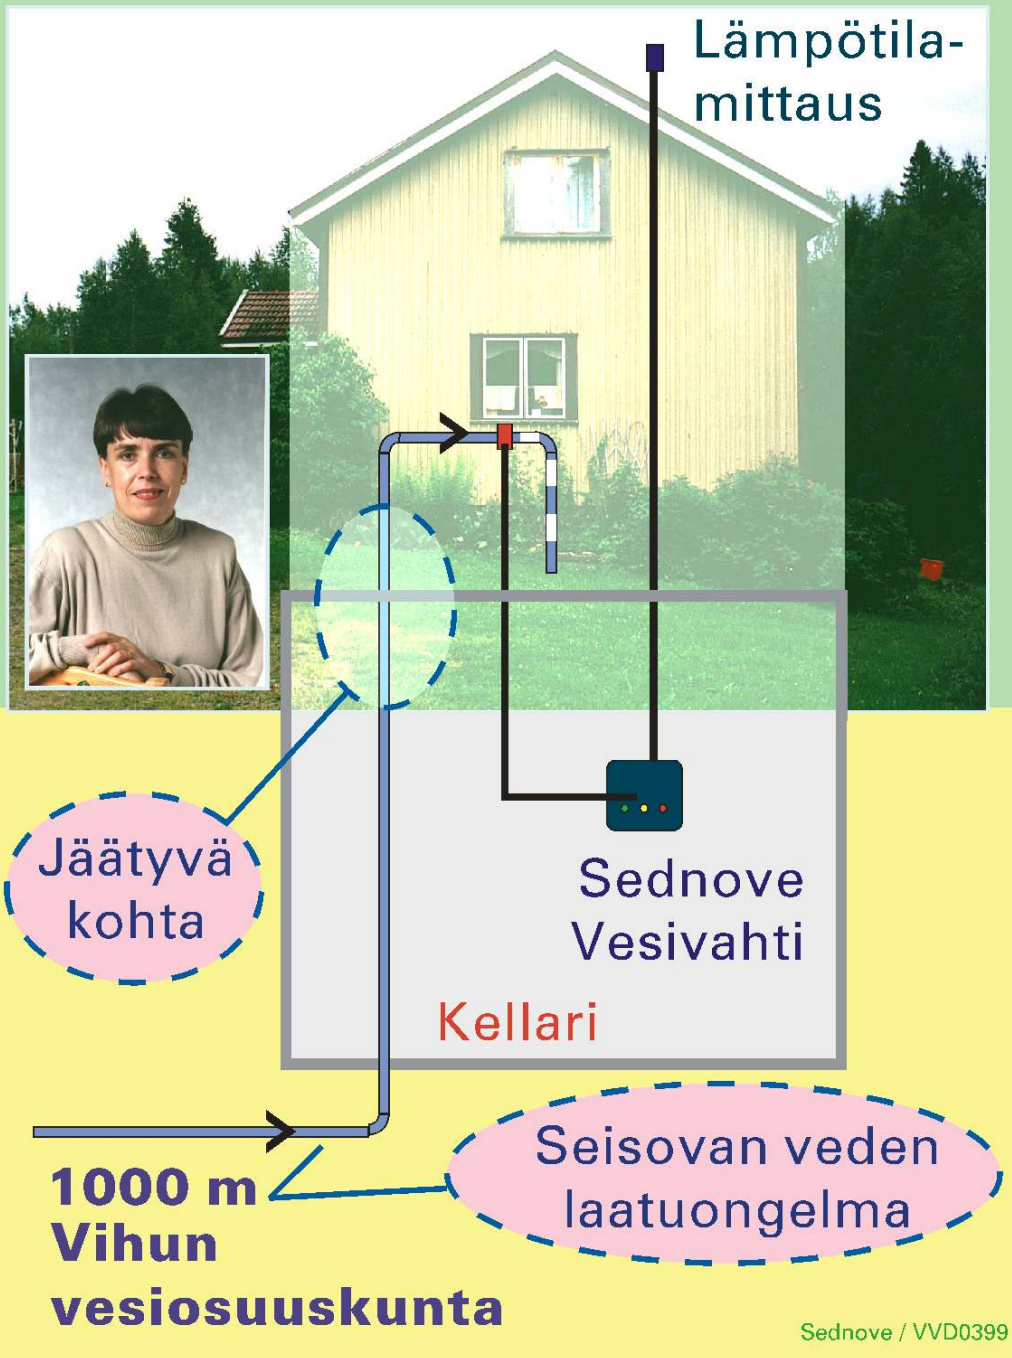 Lämpötila-
mittaus
Jäätyvä
kohta
Sednove
Vesivahti
Kellari
Seisovan veden
laatuongelma
1000 m
Vihun
vesiosuuskunta
Sednove / VVD0399